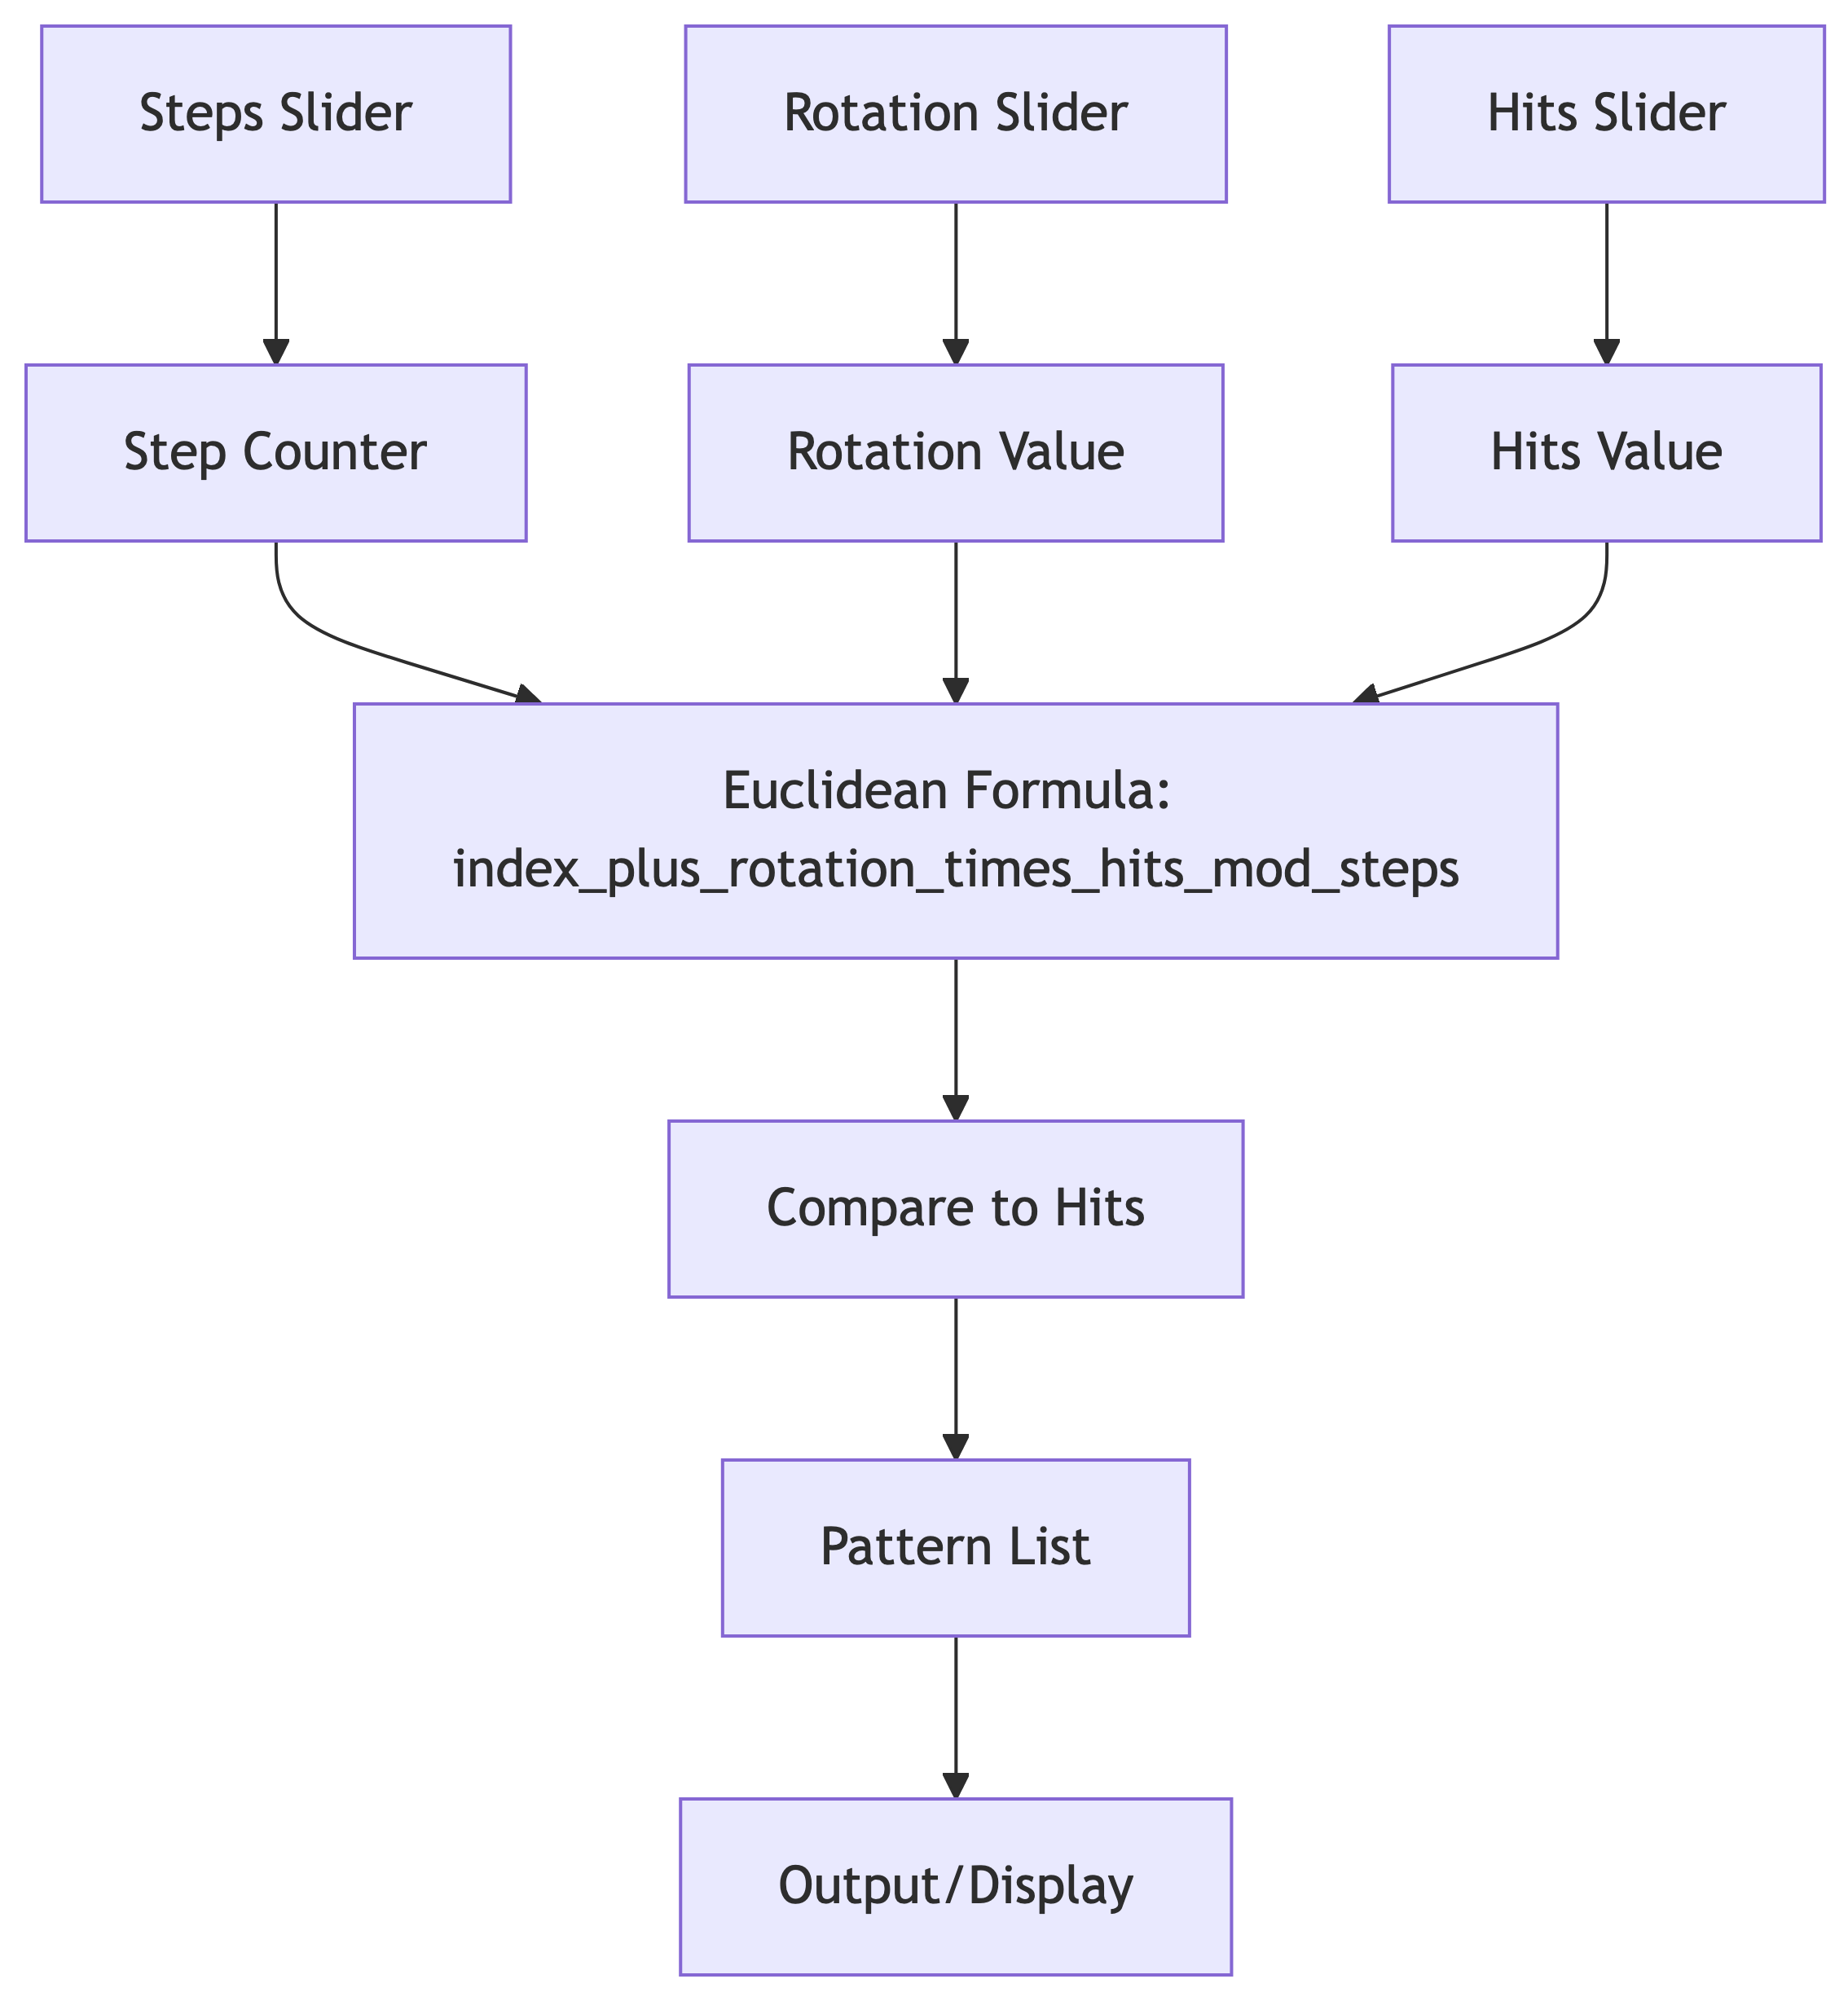 Steps Slider
Rotation Slider
Hits Slider
Step Counter
Rotation Value
Hits Value
Euclidean Formula:
index_plus_rotation_times_hits_mod_steps
Compare to Hits
Pattern List
Output/Display